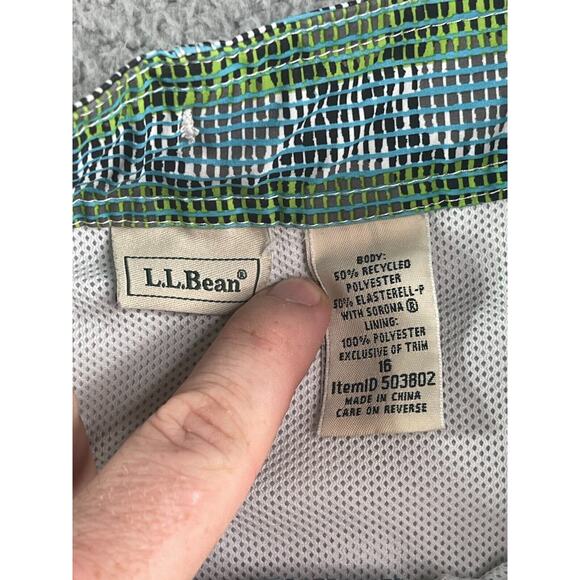 L.L.Bean®
BODY:
50% RECYCLED
POLYESTER
50% ELASTERELL-P
WITH SORONA ®
LINING:
100% POLYESTER
EXCLUSIVE OF TRIM
16
ItemID 503802
MADE IN CHINA
CARE ON REVERSE